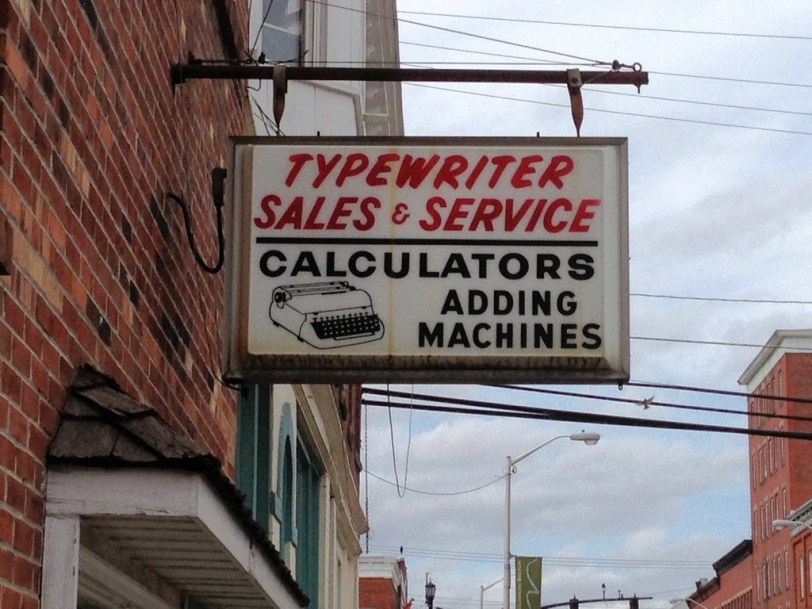 TYPEWRITER
SALES & SERVICE
CALCULATORS
ADDING
MACHINES